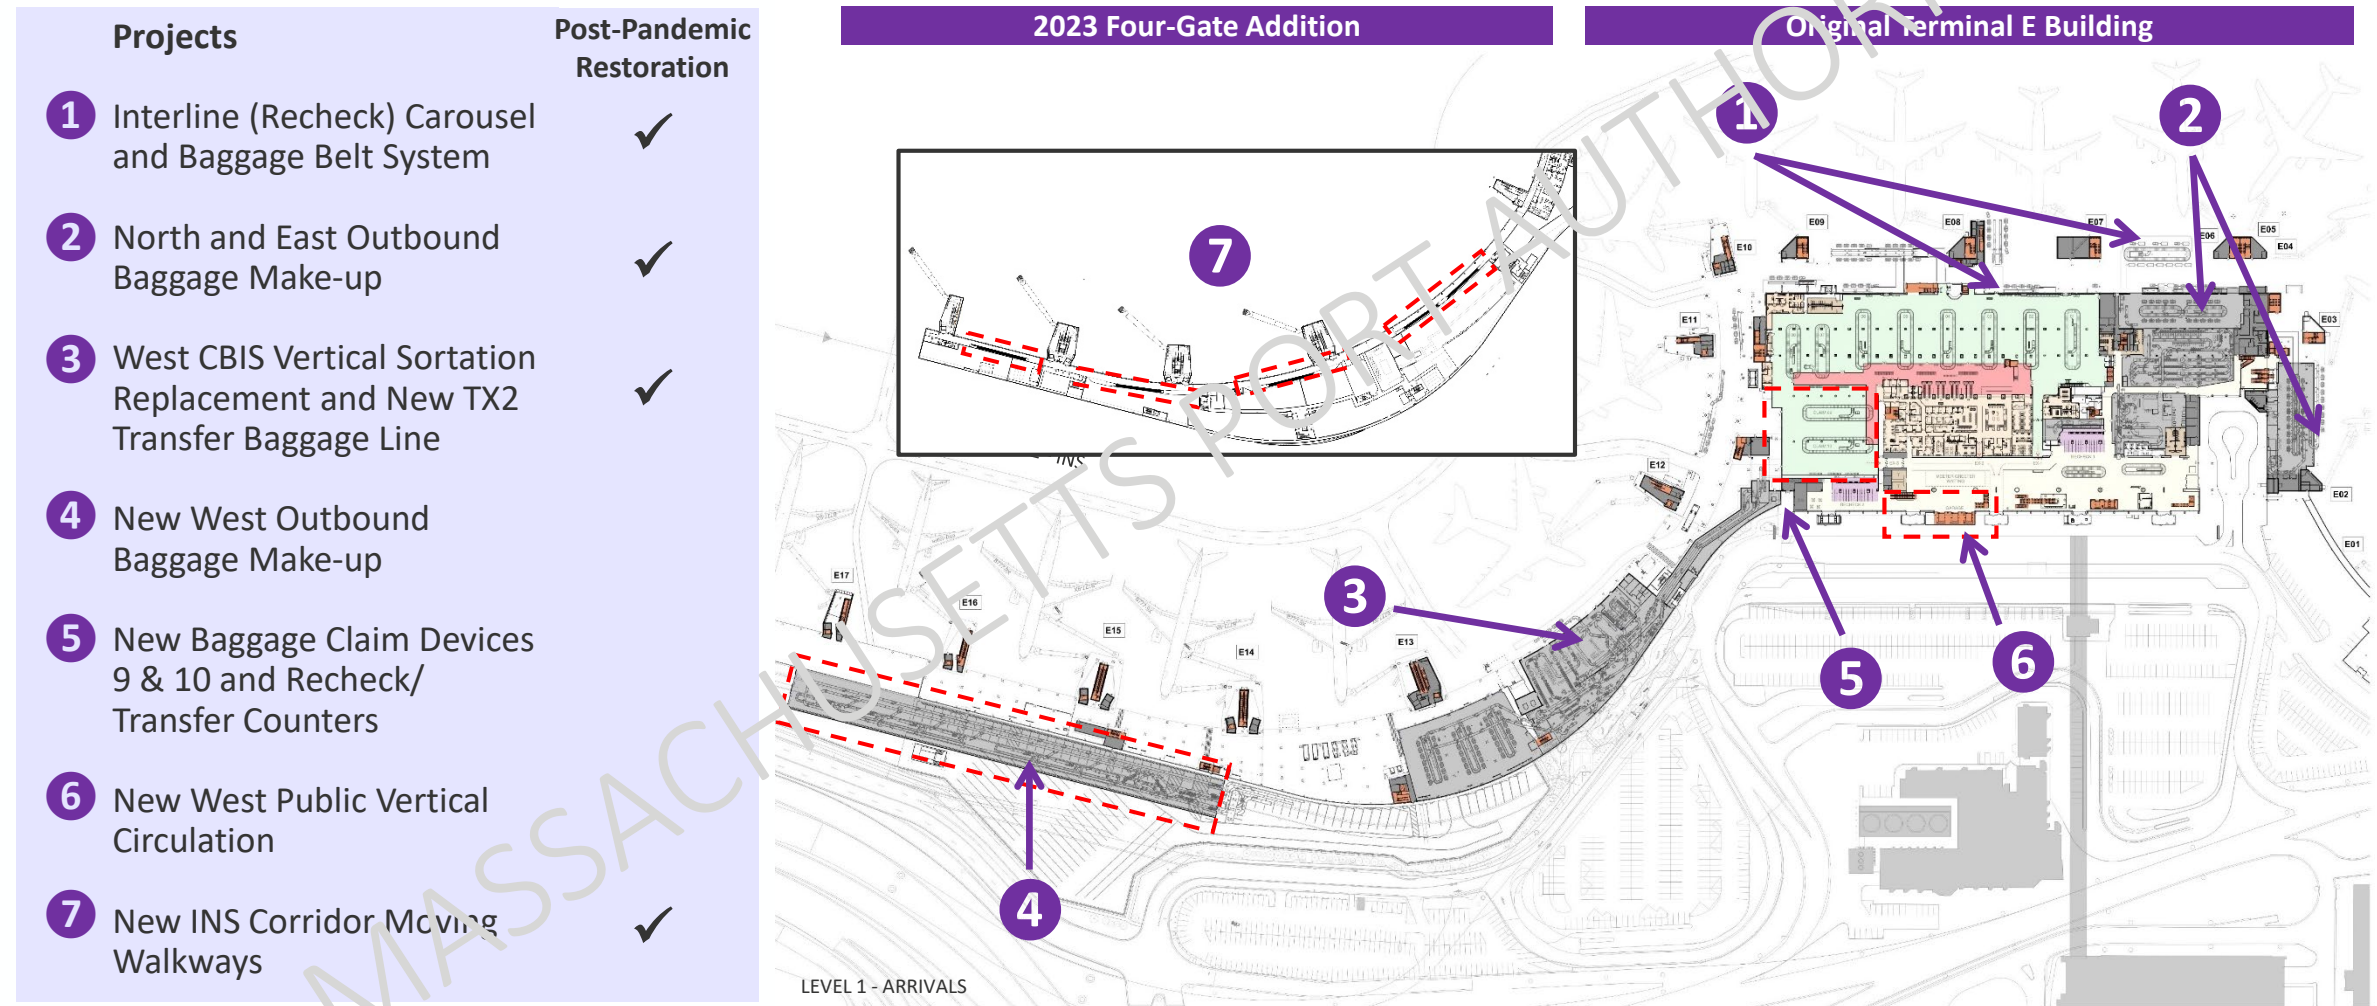 Projects
Post-Pandemic
Restoration
1 Interline (Recheck) Carousel
and Baggage Belt System ✓
2 North and East Outbound
Baggage Make-up ✓
3 West CBIS Vertical Sortation
Replacement and New TX2
Transfer Baggage Line ✓
4 New West Outbound
Baggage Make-up
5 New Baggage Claim Devices
9 & 10 and Recheck/
Transfer Counters
6 New West Public Vertical
Circulation
7 New INS Corridor Moving
Walkways ✓
2023 Four-Gate Addition
Original Terminal E Building
1
2
7
E09
E08
E07
E06
E05
E04
E10
E11
E03
E12
E02
E01
INS
3
E17
E16
E15
E14
E13
5
6
4
LEVEL 1 - ARRIVALS
MASSACHUSETTS PORT AUTHOR